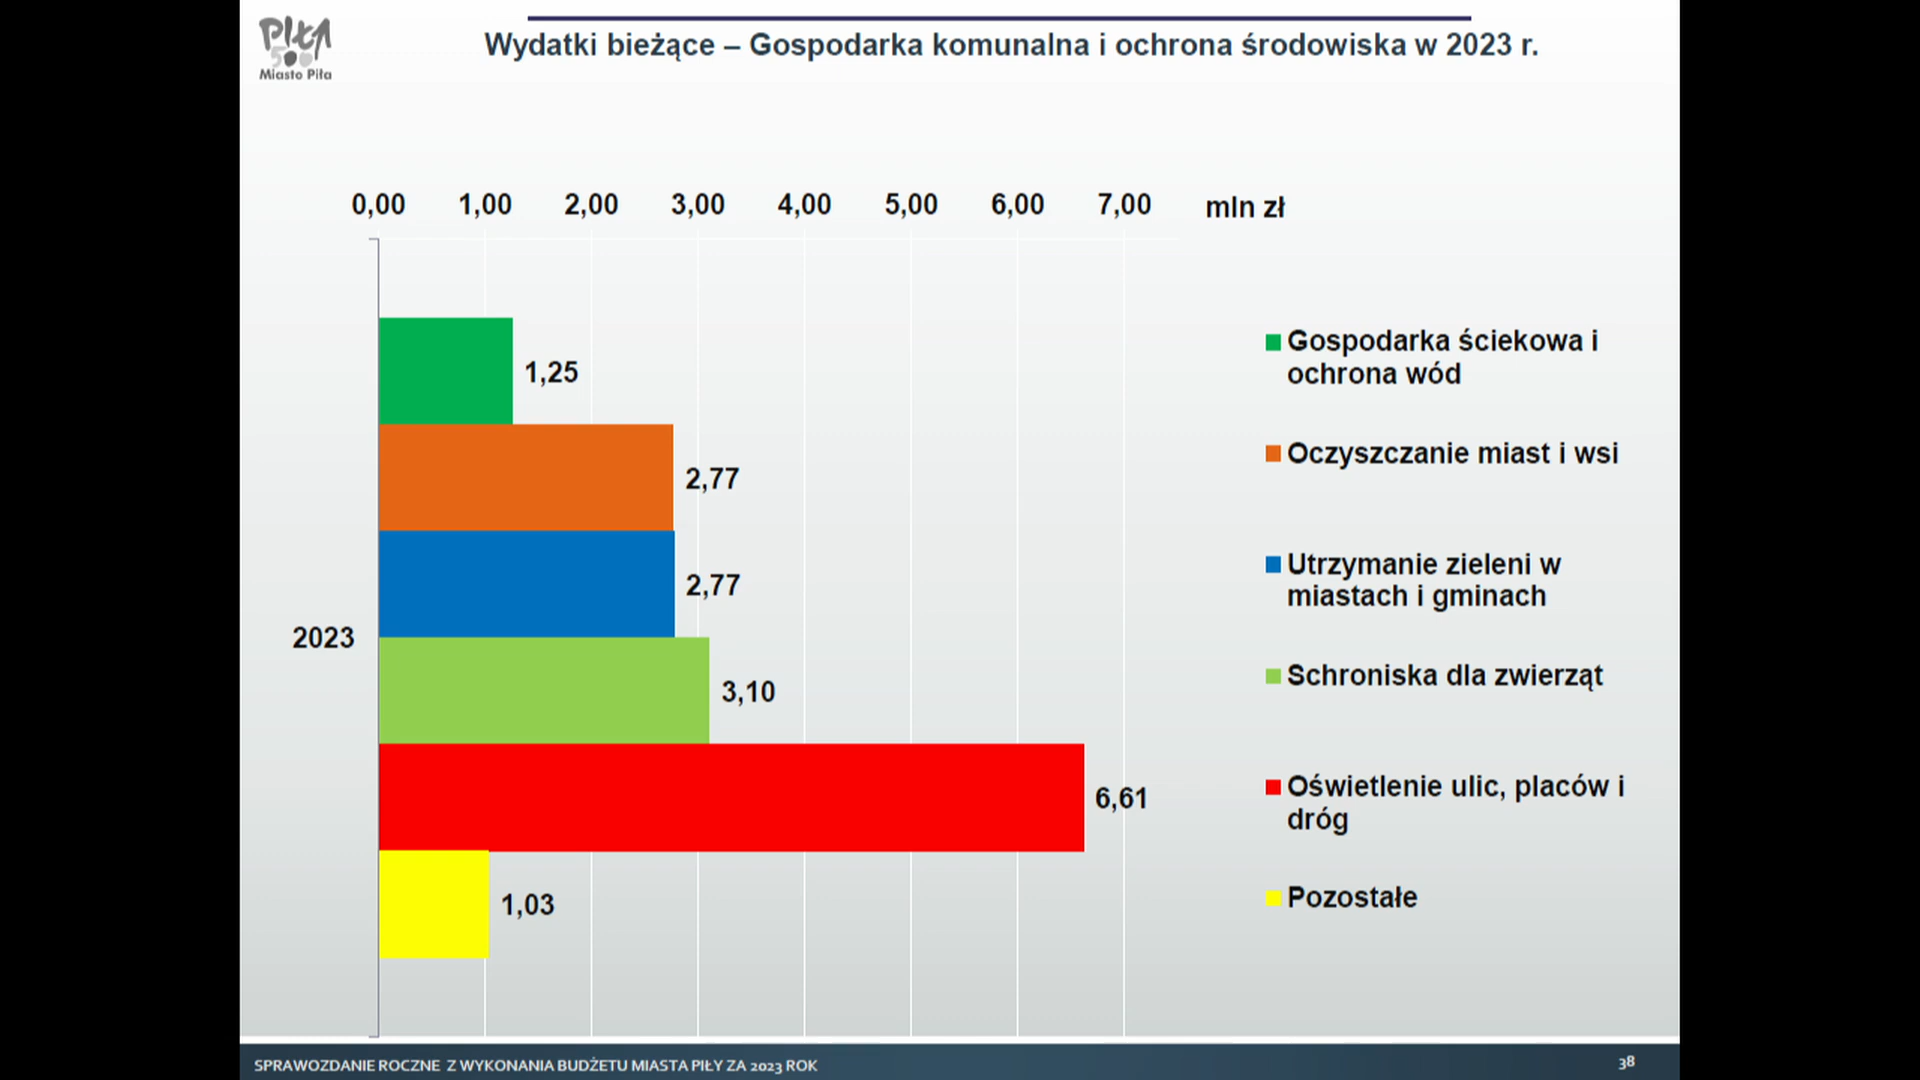 PIŁA
500
Miasto Piła
Wydatki bieżące – Gospodarka komunalna i ochrona środowiska w 2023 r.
0,00 1,00 2,00 3,00 4,00 5,00 6,00 7,00 mln zł
1,25
2,77
2,77
3,10
6,61
1,03
2023
Gospodarka ściekowa i
ochrona wód
Oczyszczanie miast i wsi
Utrzymanie zieleni w
miastach i gminach
Schroniska dla zwierząt
Oświetlenie ulic, placów i
dróg
Pozostałe
SPRAWOZDANIE ROCZNE Z WYKONANIA BUDŻETU MIASTA PIŁY ZA 2023 ROK
38